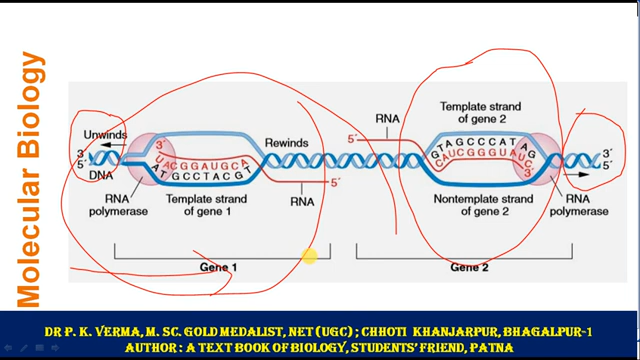 Molecular Biology
Unwinds
3'
5'
DNA
RNA
polymerase
3'
UACGGAUGCA
ATGCCTACGT
Template strand
of gene 1
Rewinds
5'
RNA
Gene 1
RNA
5'
Template strand
of gene 2
GTAGCCCATAG
CAUCGGGUAUC
3'
Nontemplate strand
of gene 2
RNA
polymerase
3'
5'
Gene 2
DR P. K. VERMA, M. SC. GOLD MEDALIST, NET (UGC) ; CHHOTI KHANJARPUR, BHAGALPUR-1
AUTHOR : A TEXT BOOK OF BIOLOGY, STUDENTS' FRIEND, PATNA